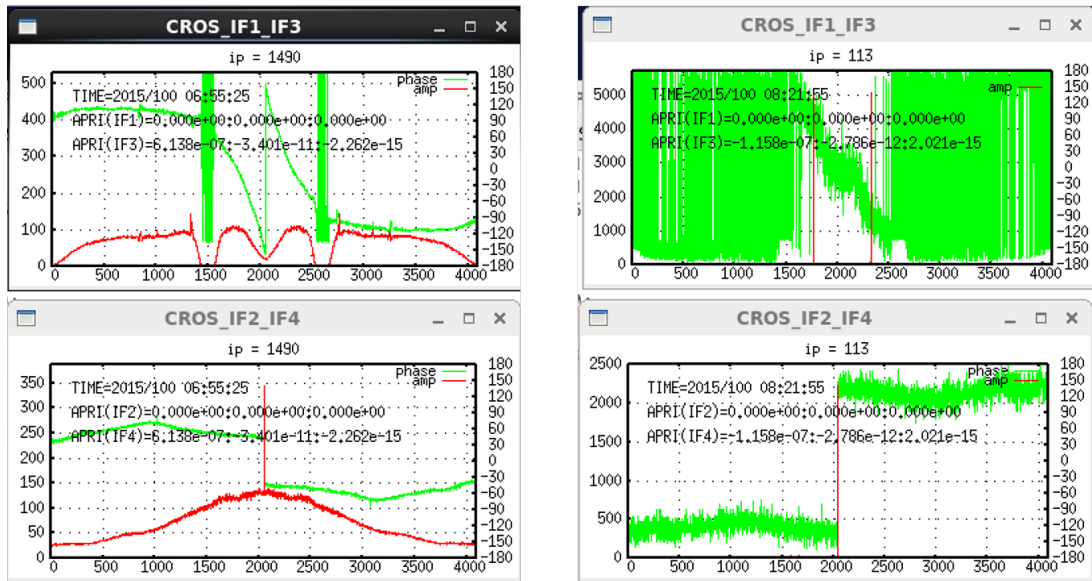 CROS_IF1_IF3
ip = 1490
phase
amp
TIME=2015/100 06:55:25
APRI(IF1)=0.000e+00:0.000e+00:0.000e+00
APRI(IF3)=6.138e-07:-3.401e-11:-2.262e-15
500
400
300
200
100
0
180
150
120
90
60
30
0
-30
-60
-90
-120
-150
-180
0 500 1000 1500 2000 2500 3000 3500 4000
CROS_IF1_IF3
ip = 113
amp
TIME=2015/100 08:21:55
APRI(IF1)=0.000e+00:0.000e+00:0.000e+00
APRI(IF3)=-1.158e-07:-2.786e-12:2.021e-15
5000
4000
3000
2000
1000
0
180
150
120
90
60
30
0
-30
-60
-90
-120
-150
-180
0 500 1000 1500 2000 2500 3000 3500 4000
CROS_IF2_IF4
ip = 1490
phase
amp
TIME=2015/100 06:55:25
APRI(IF2)=0.000e+00:0.000e+00:0.000e+00
APRI(IF4)=6.138e-07:-3.401e-11:-2.262e-15
350
300
250
200
150
100
50
0
180
150
120
90
60
30
0
-30
-60
-90
-120
-150
-180
0 500 1000 1500 2000 2500 3000 3500 4000
CROS_IF2_IF4
ip = 113
phase
amp
TIME=2015/100 08:21:55
APRI(IF2)=0.000e+00:0.000e+00:0.000e+00
APRI(IF4)=-1.158e-07:-2.786e-12:2.021e-15
2500
2000
1500
1000
500
0
180
150
120
90
60
30
0
-30
-60
-90
-120
-150
-180
0 500 1000 1500 2000 2500 3000 3500 4000